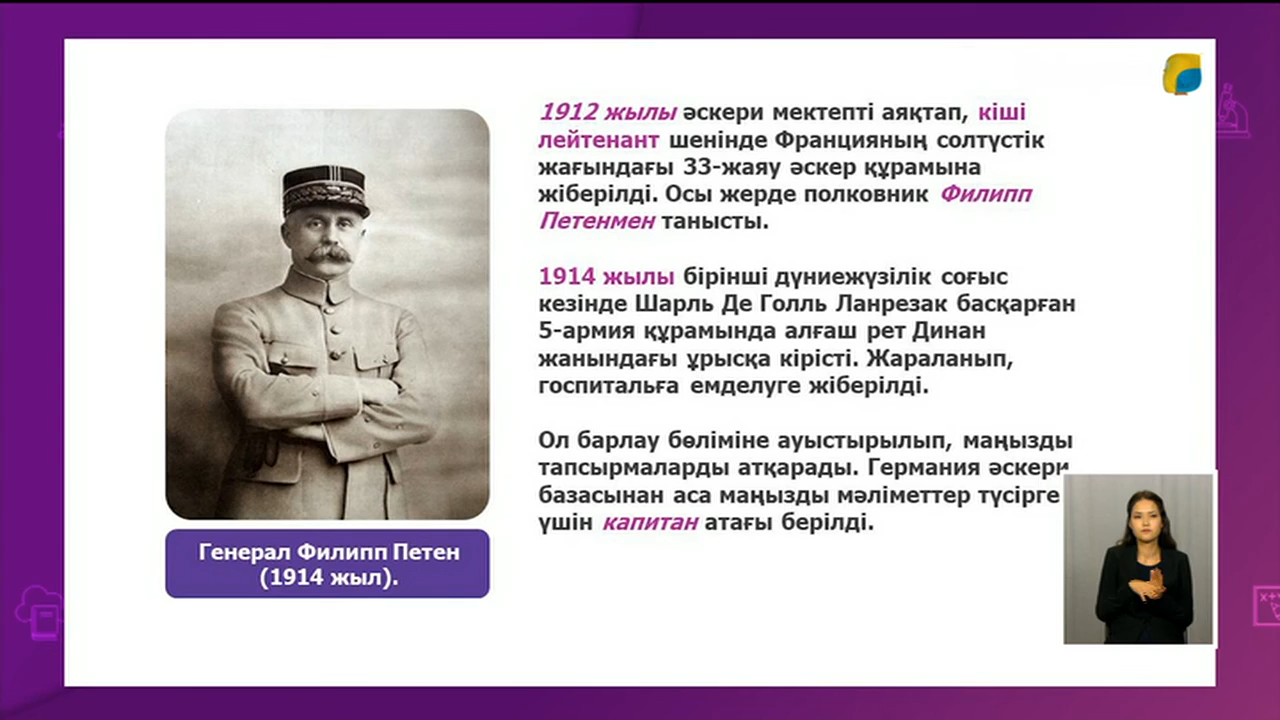 1912 жылы әскери мектепті аяқтап, кіші
лейтенант шенінде Францияның солтүстік
жағындағы 33-жаяу әскер құрамына
жіберілді. Осы жерде полковник Филипп
Петенмен танысты.
1914 жылы бірінші дүниежүзілік соғыс
кезінде Шарль Де Голль Ланрезак басқарған
5-армия құрамында алғаш рет Динан
жанындағы ұрысқа кірісті. Жараланып,
госпитальға емделуге жіберілді.
Ол барлау бөліміне ауыстырылып, маңызды
тапсырмаларды атқарады. Германия әскери
базасынан аса маңызды мәліметтер түсірге
үшін капитан атағы берілді.
Генерал Филипп Петен
(1914 жыл).